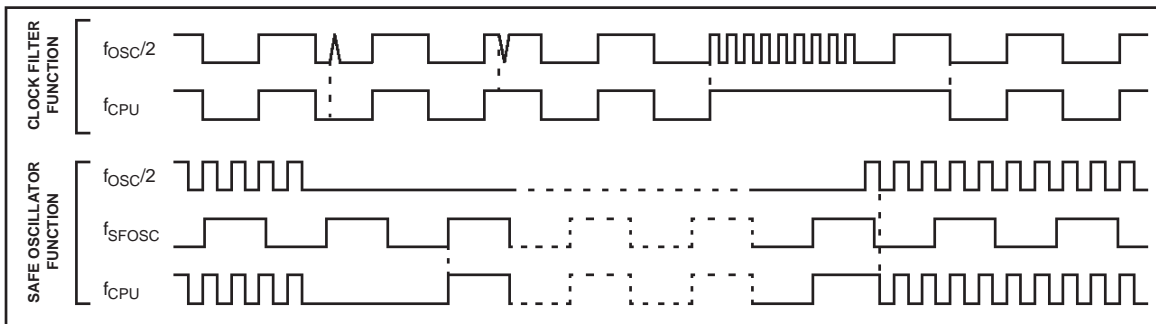 CLOCK FILTER
FUNCTION
fOSC/2
fCPU
SAFE OSCILLATOR
FUNCTION
fOSC/2
fSFOSC
fCPU